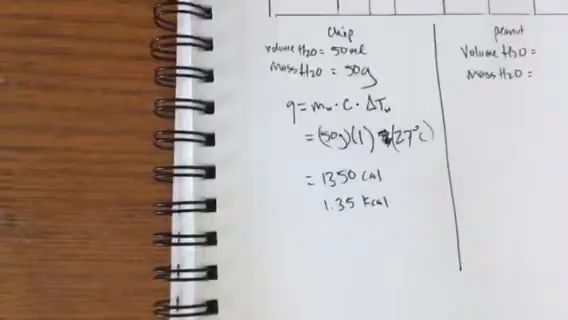 chip
volume H2O = 50ml
mass H2O = 50g
q = mw · C · ΔTw
= (50g)(1) (27°C)
= 1350 cal
1.35 kcal
peanut
Volume H2O =
Mass H2O =